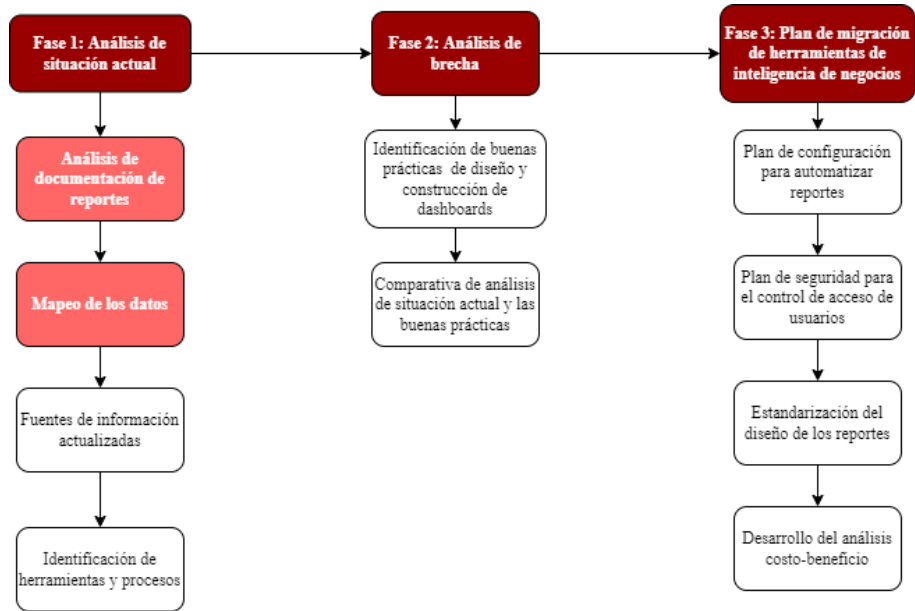 Fase 1: Análisis de
situación actual
Análisis de
documentación de
reportes
Mapeo de los datos
Fuentes de información
actualizadas
Identificación de
herramientas y procesos
Fase 2: Análisis de
brecha
Identificación de buenas
prácticas de diseño y
construcción de
dashboards
Comparativa de análisis
de situación actual y las
buenas prácticas
Fase 3: Plan de migración
de herramientas de
inteligencia de negocios
Plan de configuración
para automatizar
reportes
Plan de seguridad para
el control de acceso de
usuarios
Estandarización del
diseño de los reportes
Desarrollo del análisis
costo-beneficio